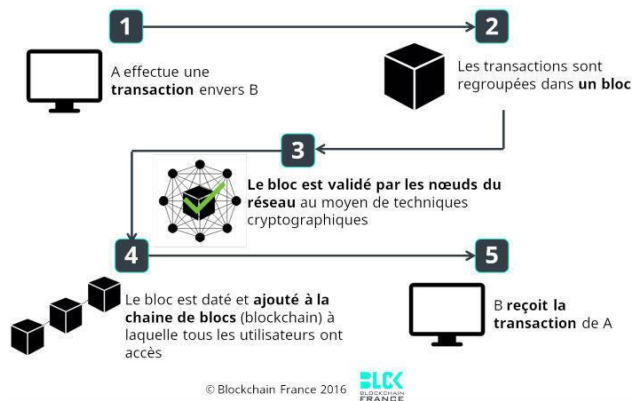 1
2
A effectue une
transaction envers B
Les transactions sont
regroupées dans un bloc
3
Le bloc est validé par les nœuds du
réseau au moyen de techniques
cryptographiques
4
5
Le bloc est daté et ajouté à la
chaine de blocs (blockchain) à
laquelle tous les utilisateurs ont
accès
B reçoit la
transaction de A
© Blockchain France 2016
BLCK
BLOCKCHAIN
FRANCE